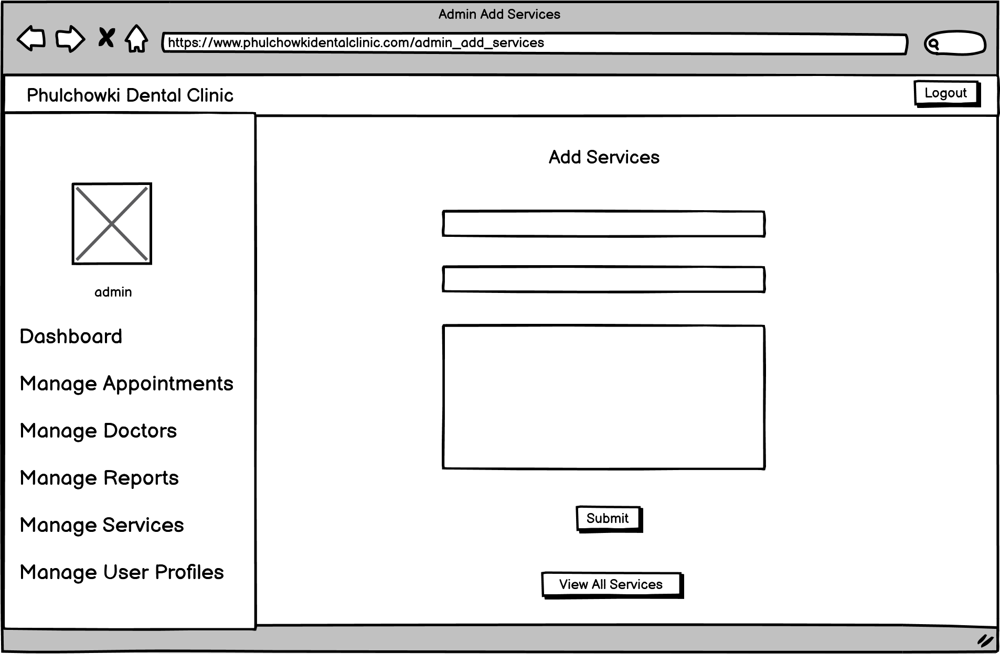 Admin Add Services
https://www.phulchowkidentalclinic.com/admin_add_services
Phulchowki Dental Clinic
Logout
admin
Dashboard
Manage Appointments
Manage Doctors
Manage Reports
Manage Services
Manage User Profiles
Add Services
Submit
View All Services